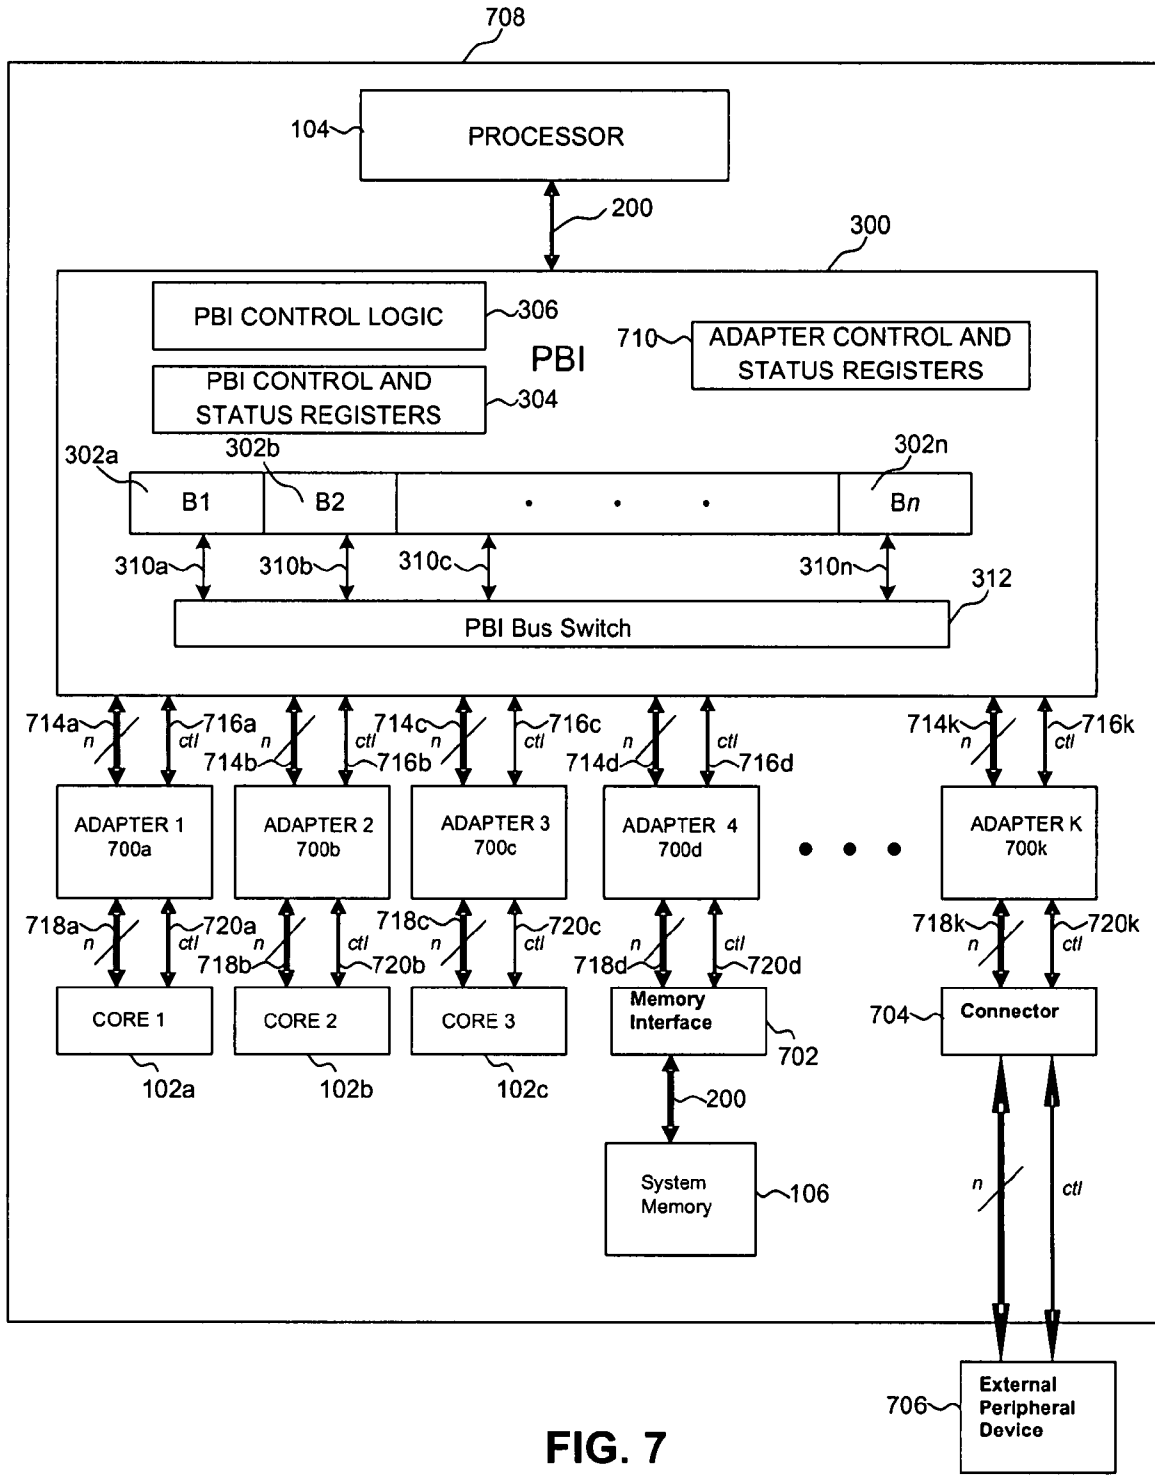 708
104
PROCESSOR
200
300
PBI CONTROL LOGIC
306
PBI
710
ADAPTER CONTROL AND
STATUS REGISTERS
PBI CONTROL AND
STATUS REGISTERS
304
302a
302b
302n
B1
B2
. . .
Bn
310a
310b
310c
310n
312
PBI Bus Switch
714a
n
716a
ctl
n
714b
ctl
716b
714c
n
716c
ctl
n
714d
ctl
716d
714k
n
716k
ctl
ADAPTER 1
700a
ADAPTER 2
700b
ADAPTER 3
700c
ADAPTER 4
700d
• • •
ADAPTER K
700k
718a
n
720a
ctl
n
718b
ctl
720b
718c
n
720c
ctl
n
718d
ctl
720d
718k
n
720k
ctl
CORE 1
102a
CORE 2
102b
CORE 3
102c
Memory
Interface
702
704
Connector
200
System
Memory
106
n
ctl
706
External
Peripheral
Device
FIG. 7